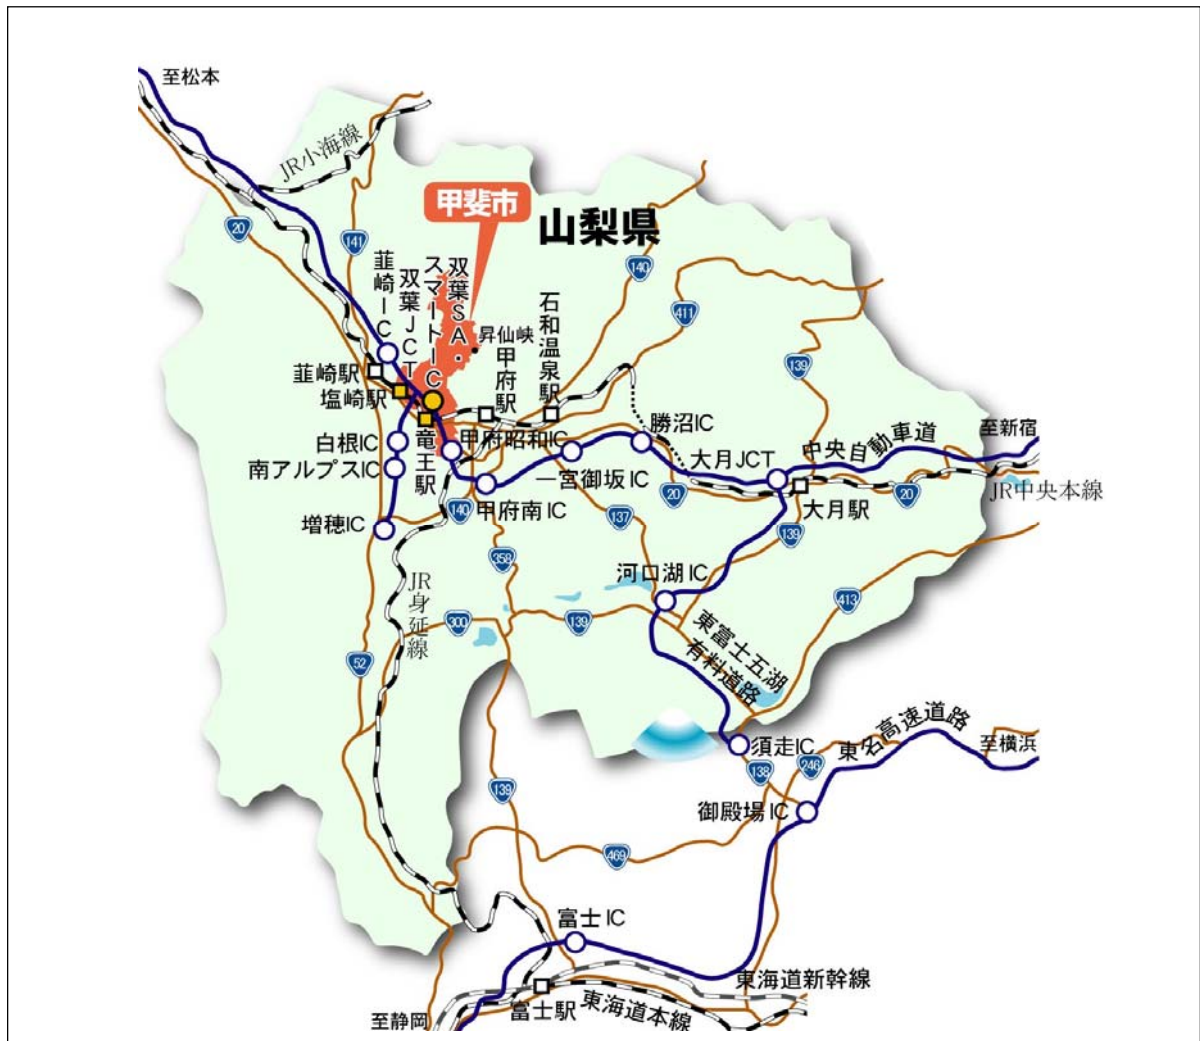 至松本
JR小海線
甲斐市
山梨県
20
141
140
411
139
韮崎IC
双葉JCT
双葉SA・
スマートIC
昇仙峡
甲府駅
石和温泉駅
韮崎駅
塩崎駅
竜王駅
白根IC
南アルプスIC
増穂IC
甲府昭和IC
甲府南IC
一宮御坂IC
勝沼IC
大月JCT
中央自動車道
至新宿
JR中央本線
大月駅
20
20
140
137
139
358
河口湖IC
413
JR身延線
300
139
52
東富士五湖
有料道路
須走IC
138
246
東名高速道路
至横浜
139
御殿場IC
469
富士IC
東海道新幹線
東海道本線
富士駅
至静岡